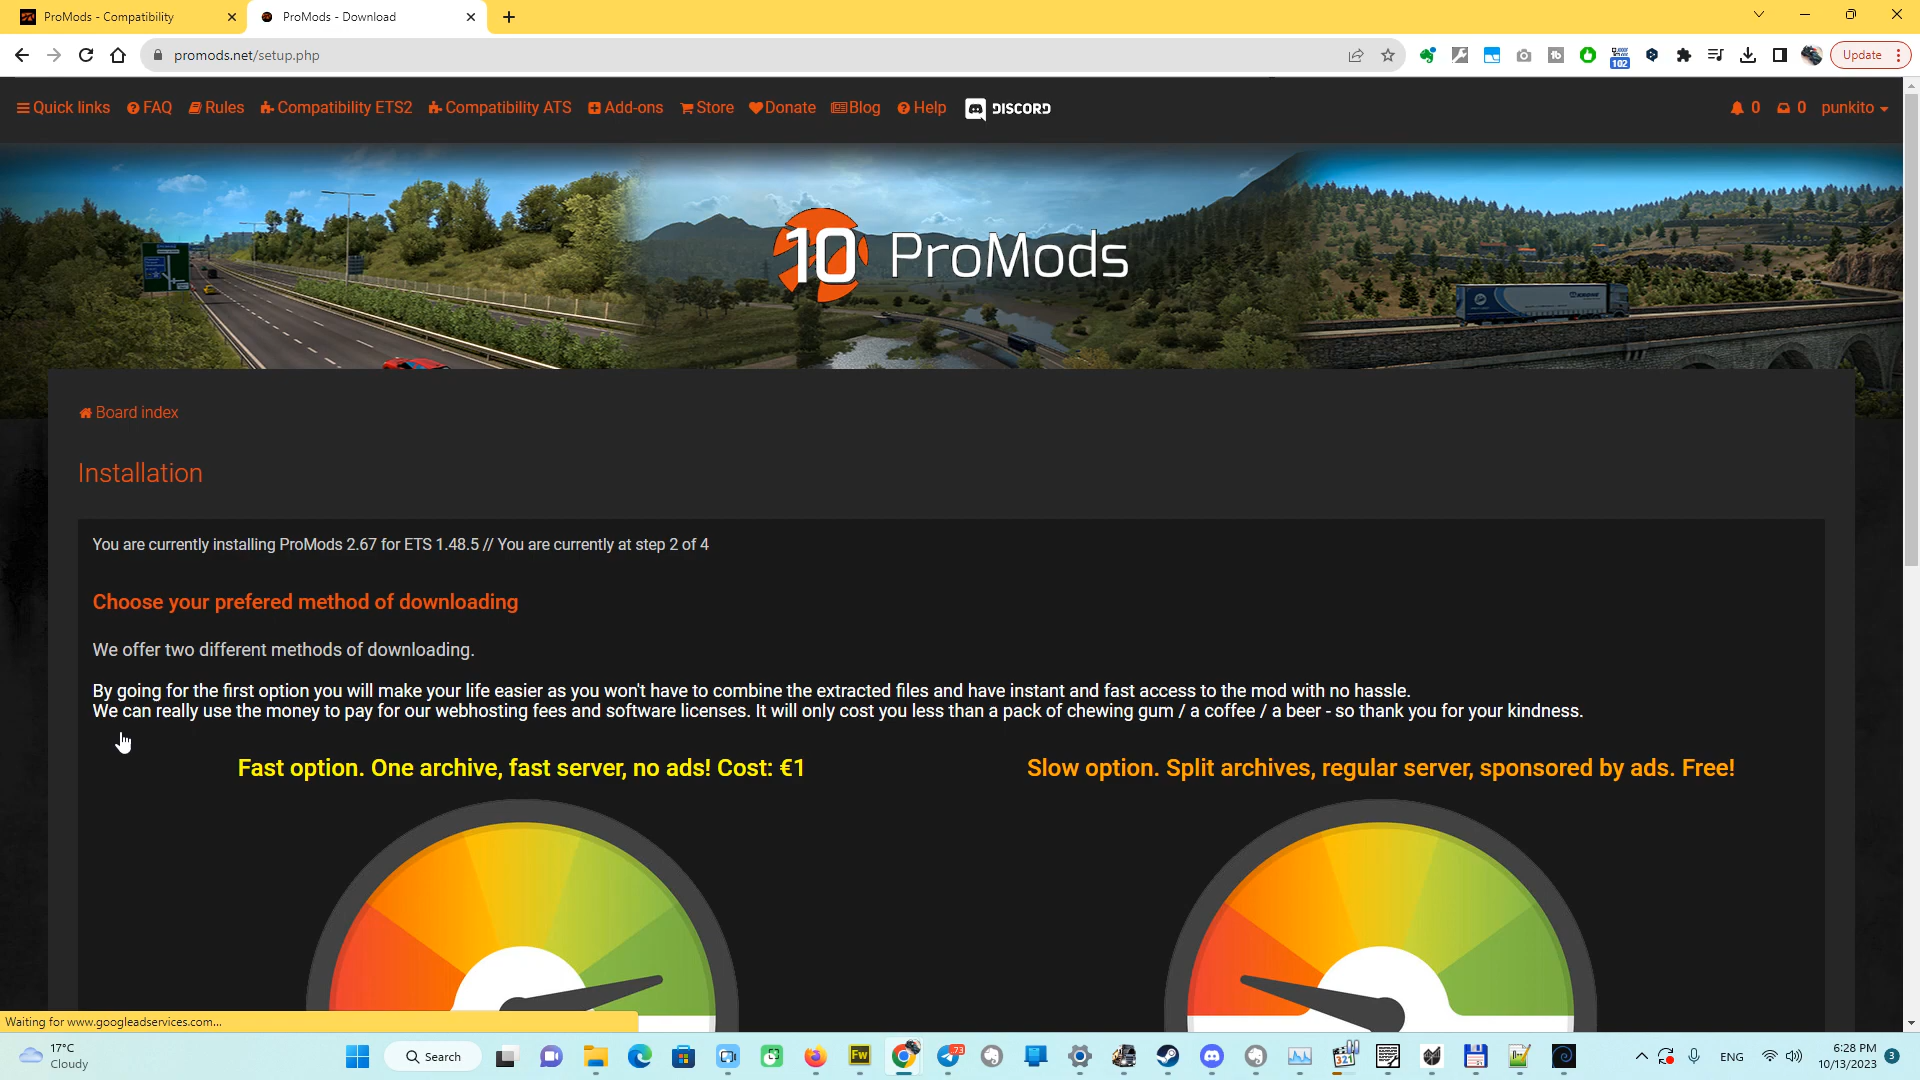 ProMods - Compatibility
ProMods - Download
promods.net/setup.php
102
Update
Quick links
FAQ
Rules
Compatibility ETS2
Compatibility ATS
Add-ons
Store
Donate
Blog
Help
DISCORD
0
0
punkito
10 ProMods
Board index
Installation
You are currently installing ProMods 2.67 for ETS 1.48.5 // You are currently at step 2 of 4
Choose your prefered method of downloading
We offer two different methods of downloading.
By going for the first option you will make your life easier as you won't have to combine the extracted files and have instant and fast access to the mod with no hassle.
We can really use the money to pay for our webhosting fees and software licenses. It will only cost you less than a pack of chewing gum / a coffee / a beer - so thank you for your kindness.
Fast option. One archive, fast server, no ads! Cost: €1
Slow option. Split archives, regular server, sponsored by ads. Free!
Waiting for www.googleadservices.com...
17°C
Cloudy
Search
Fw
73
321
ENG
6:28 PM
10/13/2023
3